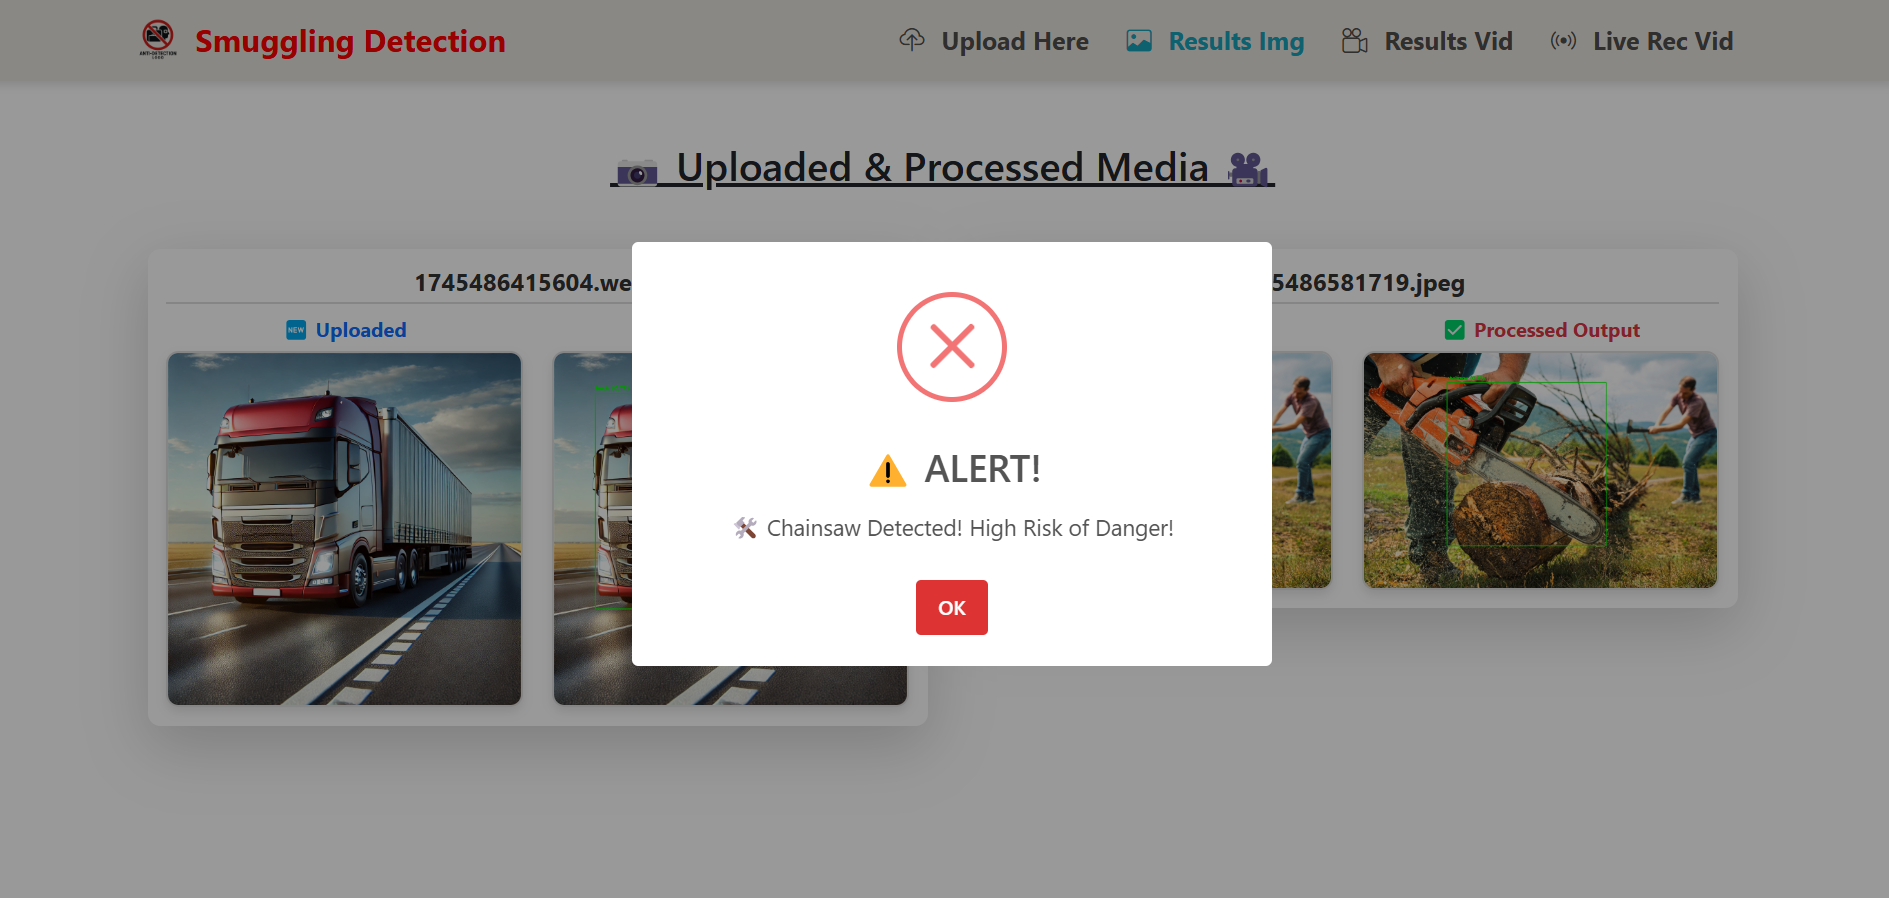 Smuggling Detection
Upload Here
Results Img
Results Vid
Live Rec Vid
Uploaded & Processed Media
1745486415604.we
5486581719.jpeg
NEW Uploaded
Processed Output
ALERT!
Chainsaw Detected! High Risk of Danger!
OK